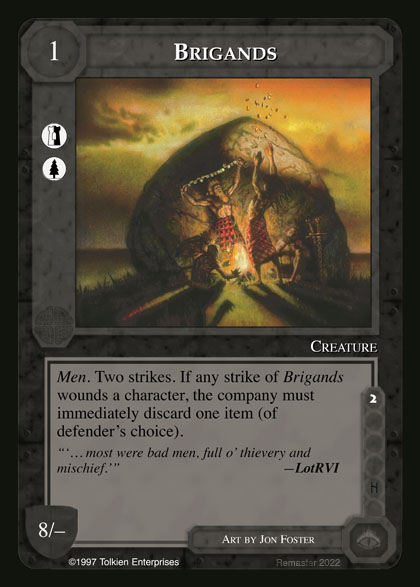 1
BRIGANDS
CREATURE
Men. Two strikes. If any strike of Brigands
wounds a character, the company must
immediately discard one item (of
defender's choice).
“‘… most were bad men, full o’ thievery and
mischief.’”
—LotRVI
2
H
8/–
ART BY JON FOSTER
©1997 Tolkien Enterprises
Remaster 2022